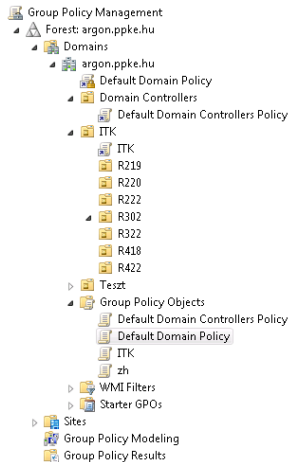 Group Policy Management
Forest: argon.ppke.hu
Domains
argon.ppke.hu
Default Domain Policy
Domain Controllers
Default Domain Controllers Policy
ITK
ITK
R219
R220
R222
R302
R322
R418
R422
Teszt
Group Policy Objects
Default Domain Controllers Policy
Default Domain Policy
ITK
zh
WMI Filters
Starter GPOs
Sites
Group Policy Modeling
Group Policy Results